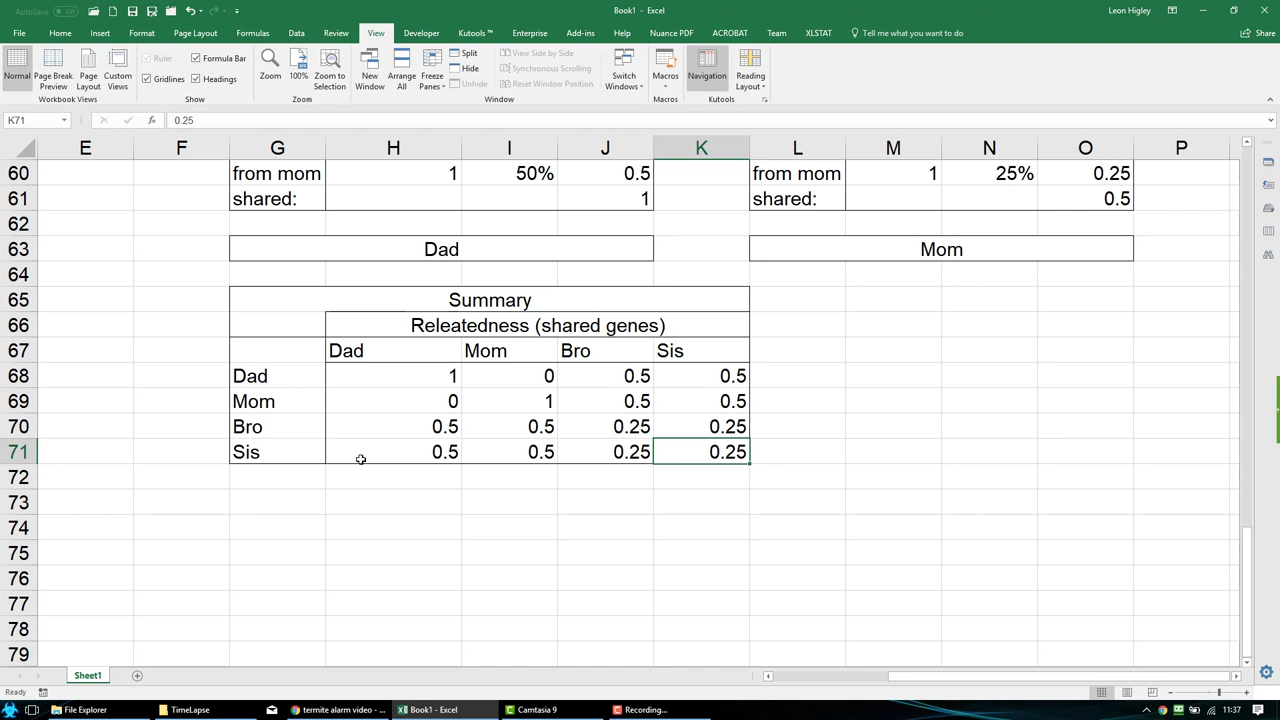 AutoSave Off
Book1 - Excel
Leon Higley
File Home Insert Format Page Layout Formulas Data Review View Developer Kutools ™ Enterprise Add-ins Help Nuance PDF ACROBAT Team XLSTAT Tell me what you want to do Share
Normal
Page Break Preview
Page Layout
Custom Views
Workbook Views
Ruler
Formula Bar
Gridlines
Headings
Show
Zoom
100%
Zoom to Selection
Zoom
New Window
Arrange All
Freeze Panes
Split
Hide
Unhide
View Side by Side
Synchronous Scrolling
Reset Window Position
Switch Windows
Window
Macros
Macros
Navigation
Reading Layout
Kutools
K71 fx 0.25
E F G H I J K L M N O P
60 from mom 1 50% 0.5 from mom 1 25% 0.25
61 shared: 1 shared: 0.5
62
63 Dad Mom
64
65 Summary
66 Releatedness (shared genes)
67 Dad Mom Bro Sis
68 Dad 1 0 0.5 0.5
69 Mom 0 1 0.5 0.5
70 Bro 0.5 0.5 0.25 0.25
71 Sis 0.5 0.5 0.25 0.25
72
73
74
75
76
77
78
79
Sheet1
Ready
File Explorer TimeLapse termite alarm video - ... Book1 - Excel Camtasia 9 Recording... 11:37